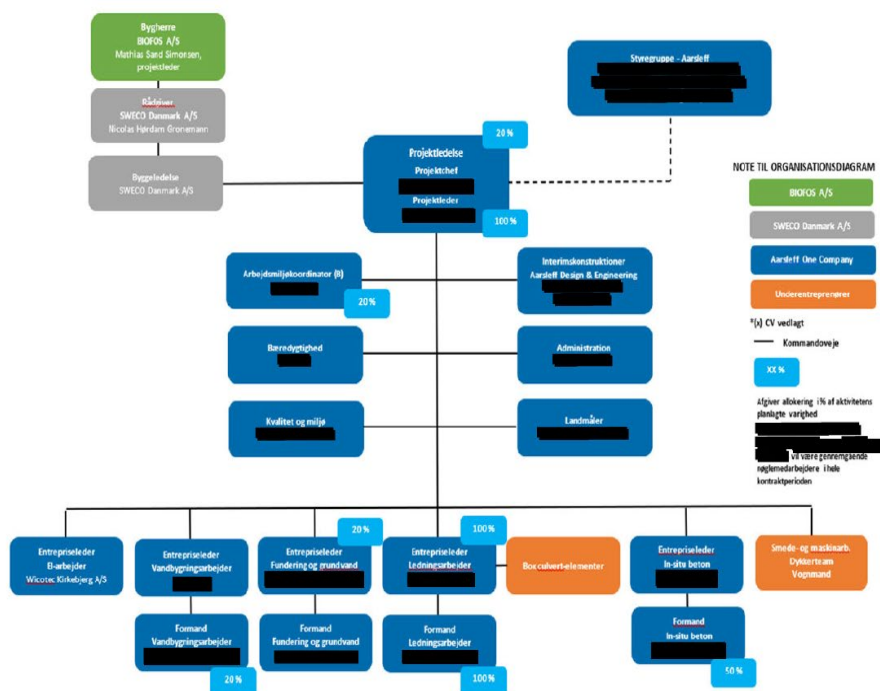 Bygherre
BIOFOS A/S
Mathias Sand Simonsen,
projektleder
Rådgiver
SWECO Danmark A/S
Nicolas Hørdam Gronemann
Byggeledelse
SWECO Danmark A/S
Styregruppe - Aarsleff
20 %
Projektledelse
Projektchef
Projektleder
100 %
NOTE TIL ORGANISATIONSDIAGRAM
BIOFOS A/S
SWECO Danmark A/S
Aarsleff One Company
Underentreprenører
*(x) CV vedlagt
Kommandoveje
XX %
Afgiver allokering i % af aktivitetens
planlagte varighed
vil være gennemgående
nøglemedarbejdere i hele
kontraktperioden
Arbejdsmiljøkoordinator (B)
20 %
Interimskonstruktioner
Aarsleff Design & Engineering
Bæredygtighed
Administration
Kvalitet og miljø
Landmåler
Entrepriseleder
El-arbejder
Wicotec Kirkebjerg A/S
Entrepriseleder
Vandbygningsarbejder
20 %
Entrepriseleder
Fundering og grundvand
100 %
Entrepriseleder
Ledningsarbejder
Box culvert-elementer
Entrepriseleder
In-situ beton
Smede- og maskinarb.
Dykkerteam
Vognmand
Formand
Vandbygningsarbejder
20 %
Formand
Fundering og grundvand
Formand
Ledningsarbejder
100 %
Formand
In-situ beton
50 %